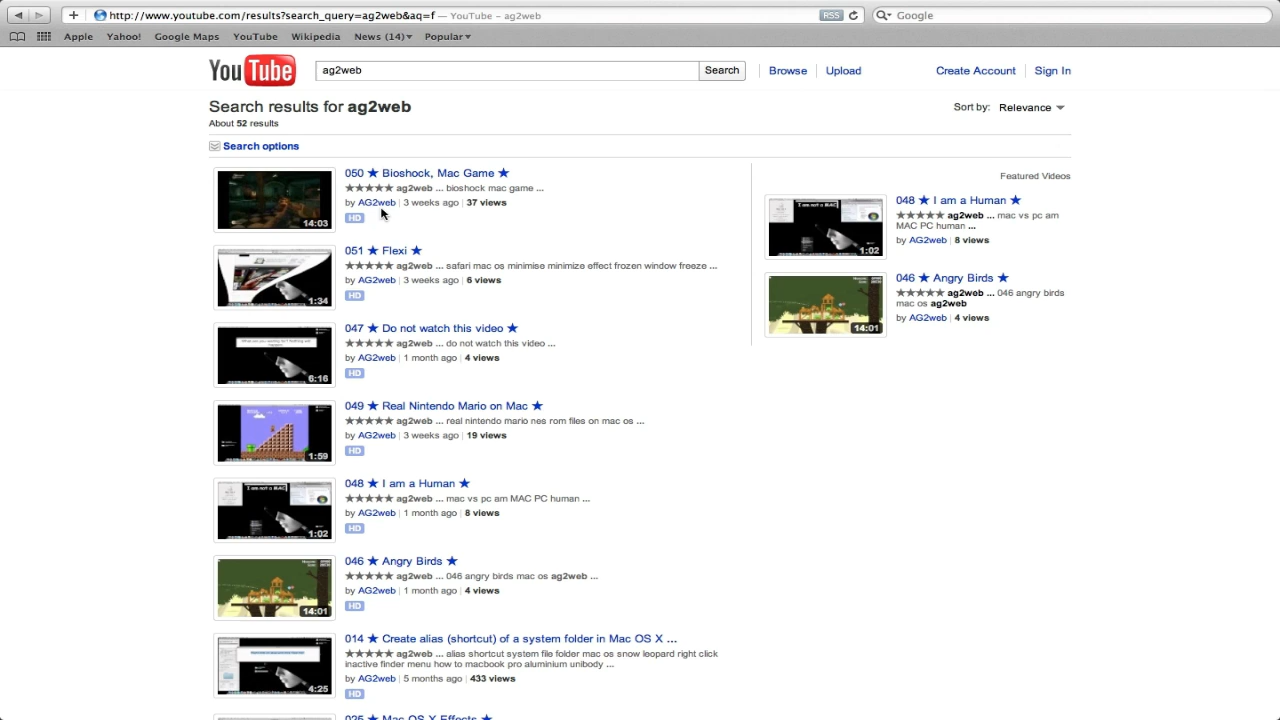 http://www.youtube.com/results?search_query=ag2web&aq=f — YouTube – ag2web
RSS
Google
Apple Yahoo! Google Maps YouTube Wikipedia News (14)▾ Popular▾
YouTube
ag2web
Search
Browse
Upload
Create Account
Sign In
Search results for ag2web
About 52 results
Sort by: Relevance
Search options
050 ★ Bioshock, Mac Game ★
★★★★★ ag2web ... bioshock mac game ...
by AG2web | 3 weeks ago | 37 views
HD
14:03
051 ★ Flexi ★
★★★★★ ag2web ... safari mac os minimise minimize effect frozen window freeze ...
by AG2web | 3 weeks ago | 6 views
HD
1:34
047 ★ Do not watch this video ★
★★★★★ ag2web ... do not watch this video ...
by AG2web | 1 month ago | 4 views
HD
6:16
049 ★ Real Nintendo Mario on Mac ★
★★★★★ ag2web ... real nintendo mario nes rom files on mac os ...
by AG2web | 3 weeks ago | 19 views
HD
1:59
048 ★ I am a Human ★
★★★★★ ag2web ... mac vs pc am MAC PC human ...
by AG2web | 1 month ago | 8 views
HD
I am not a MAC
1:02
046 ★ Angry Birds ★
★★★★★ ag2web ... 046 angry birds mac os ag2web ...
by AG2web | 1 month ago | 4 views
HD
14:01
014 ★ Create alias (shortcut) of a system folder in Mac OS X ...
★★★★★ ag2web ... alias shortcut system file folder mac os snow leopard right click
inactive finder menu how to macbook pro aluminium unibody ...
by AG2web | 5 months ago | 433 views
HD
4:25
025 ★ Mac OS X Effects ★
Featured Videos
048 ★ I am a Human ★
★★★★★ ag2web ... mac vs pc am
MAC PC human ...
by AG2web | 8 views
I am not a MAC
1:02
046 ★ Angry Birds ★
★★★★★ ag2web ... 046 angry birds
mac os ag2web
by AG2web | 4 views
14:01